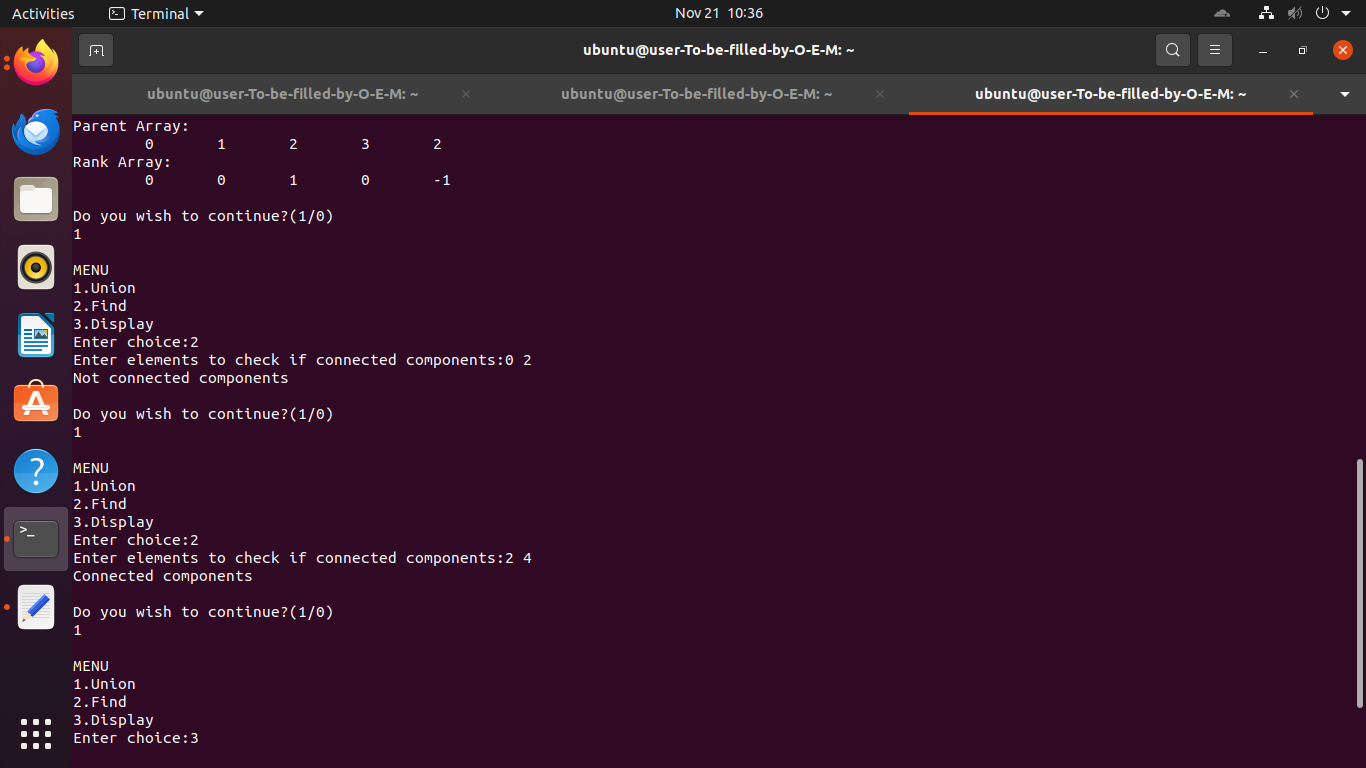 Activities
Terminal
Nov 21 10:36
ubuntu@user-To-be-filled-by-O-E-M: ~
ubuntu@user-To-be-filled-by-O-E-M: ~
ubuntu@user-To-be-filled-by-O-E-M: ~
ubuntu@user-To-be-filled-by-O-E-M: ~
Parent Array:
0 1 2 3 2
Rank Array:
0 0 1 0 -1
Do you wish to continue?(1/0)
1
MENU
1.Union
2.Find
3.Display
Enter choice:2
Enter elements to check if connected components:0 2
Not connected components
Do you wish to continue?(1/0)
1
MENU
1.Union
2.Find
3.Display
Enter choice:2
Enter elements to check if connected components:2 4
Connected components
Do you wish to continue?(1/0)
1
MENU
1.Union
2.Find
3.Display
Enter choice:3